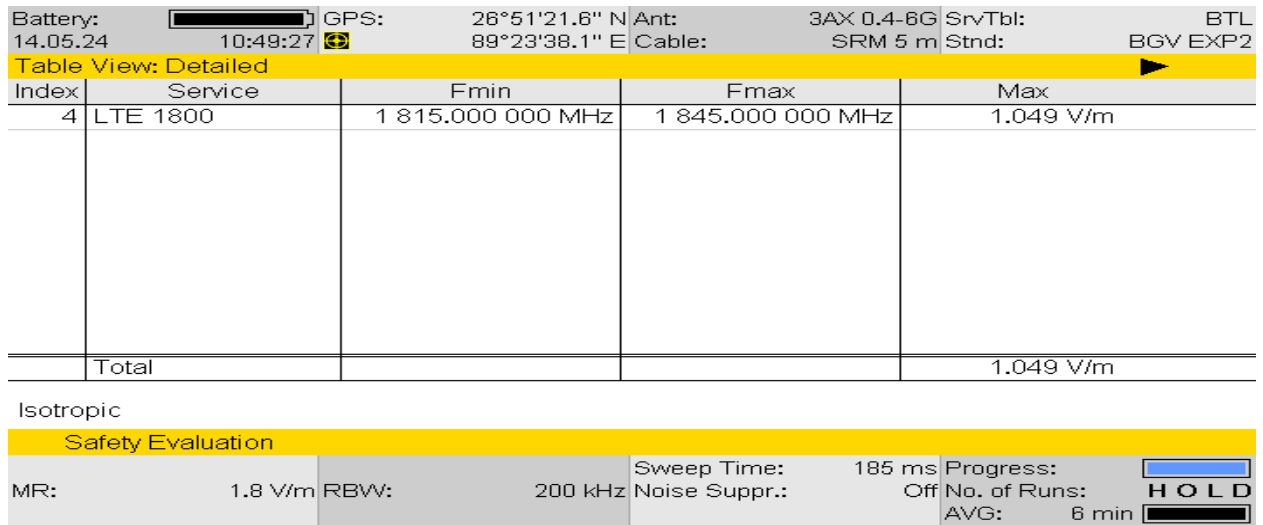 Battery: GPS: 26°51'21.6" N Ant: 3AX 0.4-6G SrvTbl: BTL
14.05.24 10:49:27 89°23'38.1" E Cable: SRM 5 m Stnd: BGV EXP2
Table View: Detailed
Index Service Fmin Fmax Max
4 LTE 1800 1 815.000 000 MHz 1 845.000 000 MHz 1.049 V/m
Total 1.049 V/m
Isotropic
Safety Evaluation
Sweep Time: 185 ms Progress:
MR: 1.8 V/m RBW: 200 kHz Noise Suppr.: Off No. of Runs: HOLD
AVG: 6 min